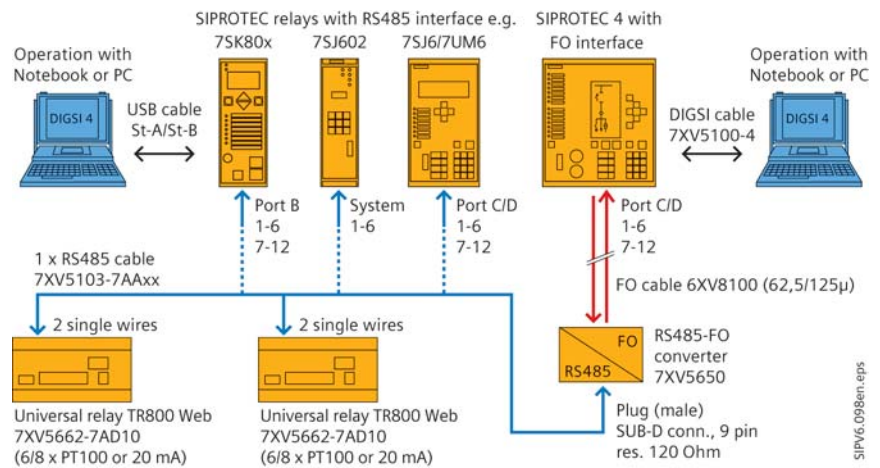 SIPROTEC relays with RS485 interface e.g.
7SK80x
7SJ602
7SJ6/7UM6
SIPROTEC 4 with
FO interface
Operation with
Notebook or PC
DIGSI 4
USB cable
St-A/St-B
DIGSI cable
7XV5100-4
Operation with
Notebook or PC
DIGSI 4
Port B
1-6
7-12
System
1-6
Port C/D
1-6
7-12
Port C/D
1-6
7-12
1 x RS485 cable
7XV5103-7AAxx
FO cable 6XV8100 (62,5/125µ)
2 single wires
2 single wires
FO
RS485
RS485-FO
converter
7XV5650
Universal relay TR800 Web
7XV5662-7AD10
(6/8 x PT100 or 20 mA)
Universal relay TR800 Web
7XV5662-7AD10
(6/8 x PT100 or 20 mA)
Plug (male)
SUB-D conn., 9 pin
res. 120 Ohm
SIPV6.098en.eps